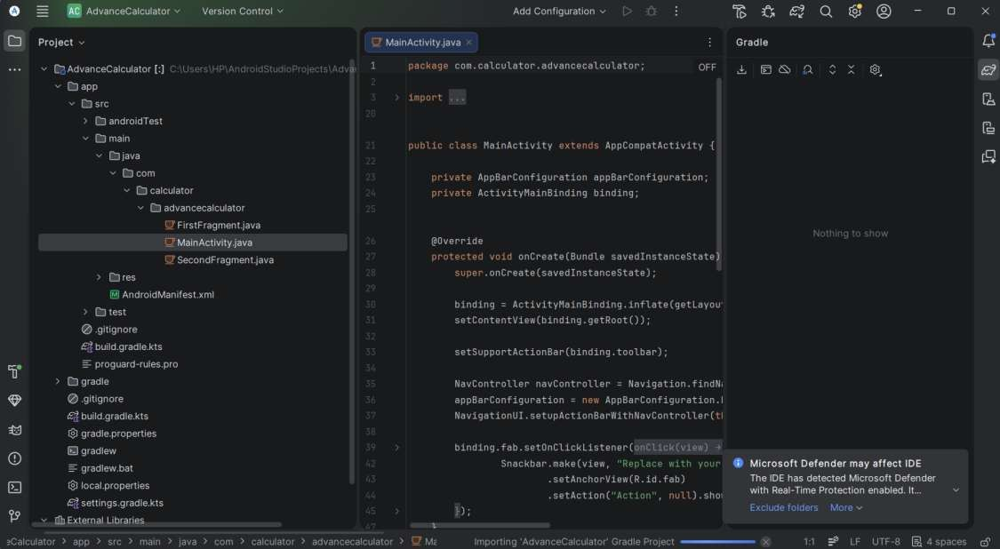 AC AdvanceCalculator Version Control Add Configuration
Project
AdvanceCalculator [:] C:\Users\HP\AndroidStudioProjects\Adva
app
src
androidTest
main
java
com
calculator
advancecalculator
FirstFragment.java
MainActivity.java
SecondFragment.java
res
AndroidManifest.xml
test
.gitignore
build.gradle.kts
proguard-rules.pro
gradle
.gitignore
build.gradle.kts
gradle.properties
gradlew
gradlew.bat
local.properties
settings.gradle.kts
External Libraries
MainActivity.java
OFF
1 package com.calculator.advancecalculator;
2
3 import ...
20
21 public class MainActivity extends AppCompatActivity {
22
23 private AppBarConfiguration appBarConfiguration;
24 private ActivityMainBinding binding;
25
26 @Override
27 protected void onCreate(Bundle savedInstanceState)
28 super.onCreate(savedInstanceState);
29
30 binding = ActivityMainBinding.inflate(getLayou
31 setContentView(binding.getRoot());
32
33 setSupportActionBar(binding.toolbar);
34
35 NavController navController = Navigation.findNa
36 appBarConfiguration = new AppBarConfiguration.
37 NavigationUI.setupActionBarWithNavController(th
38
39 binding.fab.setOnClickListener(onClick(view) →
42 Snackbar.make(view, "Replace with your
43 .setAnchorView(R.id.fab)
44 .setAction("Action", null).show
45 });
47 }
Gradle
Nothing to show
Microsoft Defender may affect IDE
The IDE has detected Microsoft Defender
with Real-Time Protection enabled. It...
Exclude folders More
eCalculator > app > src > main > java > com > calculator > advancecalculator > Ma Importing 'AdvanceCalculator' Gradle Project 1:1 LF UTF-8 4 spaces